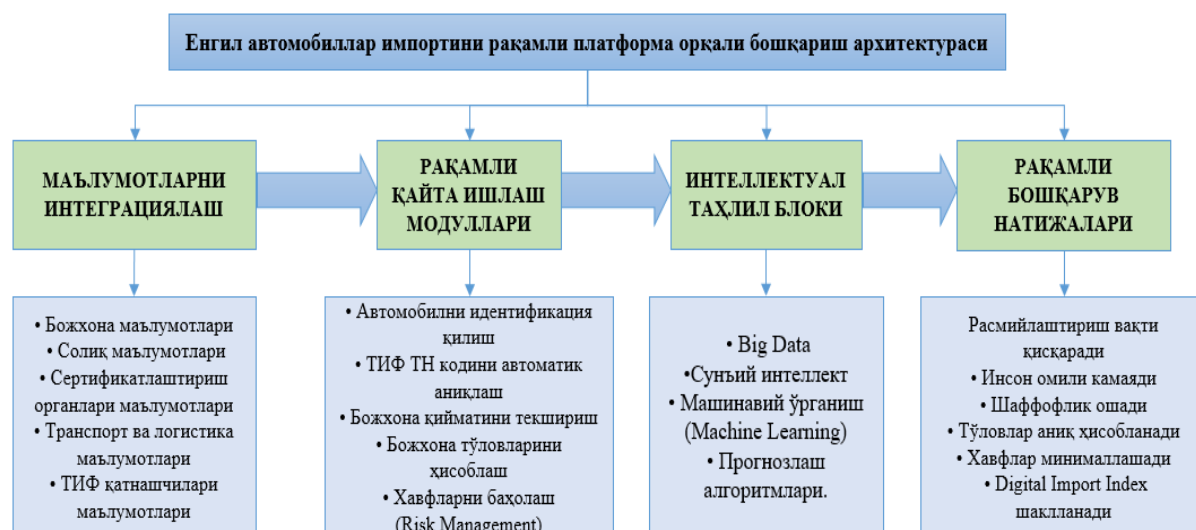 Енгил автомобиллар импортини рақамли платформа орқали бошқариш архитектураси
МАЪЛУМОТЛАРНИ
ИНТЕГРАЦИЯЛАШ
РАҚАМЛИ
ҚАЙТА ИШЛАШ
МОДУЛЛАРИ
ИНТЕЛЛЕКТУАЛ
ТАҲЛИЛ БЛОКИ
РАҚАМЛИ
БОШҚАРУВ
НАТИЖАЛАРИ
• Божхона маълумотлари
• Солиқ маълумотлари
• Сертификатлаштириш
органлари маълумотлари
• Транспорт ва логистика
маълумотлари
• ТИФ қатнашчилари
маълумотлари
• Автомобилни идентификация
қилиш
• ТИФ ТН кодини автоматик
аниқлаш
• Божхона қийматини текшириш
• Божхона тўловларини
ҳисоблаш
• Хавфларни баҳолаш
(Risk Management)
• Big Data
•Сунъий интеллект
• Машинавий ўрганиш
(Machine Learning)
• Прогнозлаш
алгоритмлари.
Расмийлаштириш вақти
қисқаради
• Инсон омили камаяди
• Шаффофлик ошади
• Тўловлар аниқ ҳисобланади
• Хавфлар минималлашади
• Digital Import Index
шаклланади